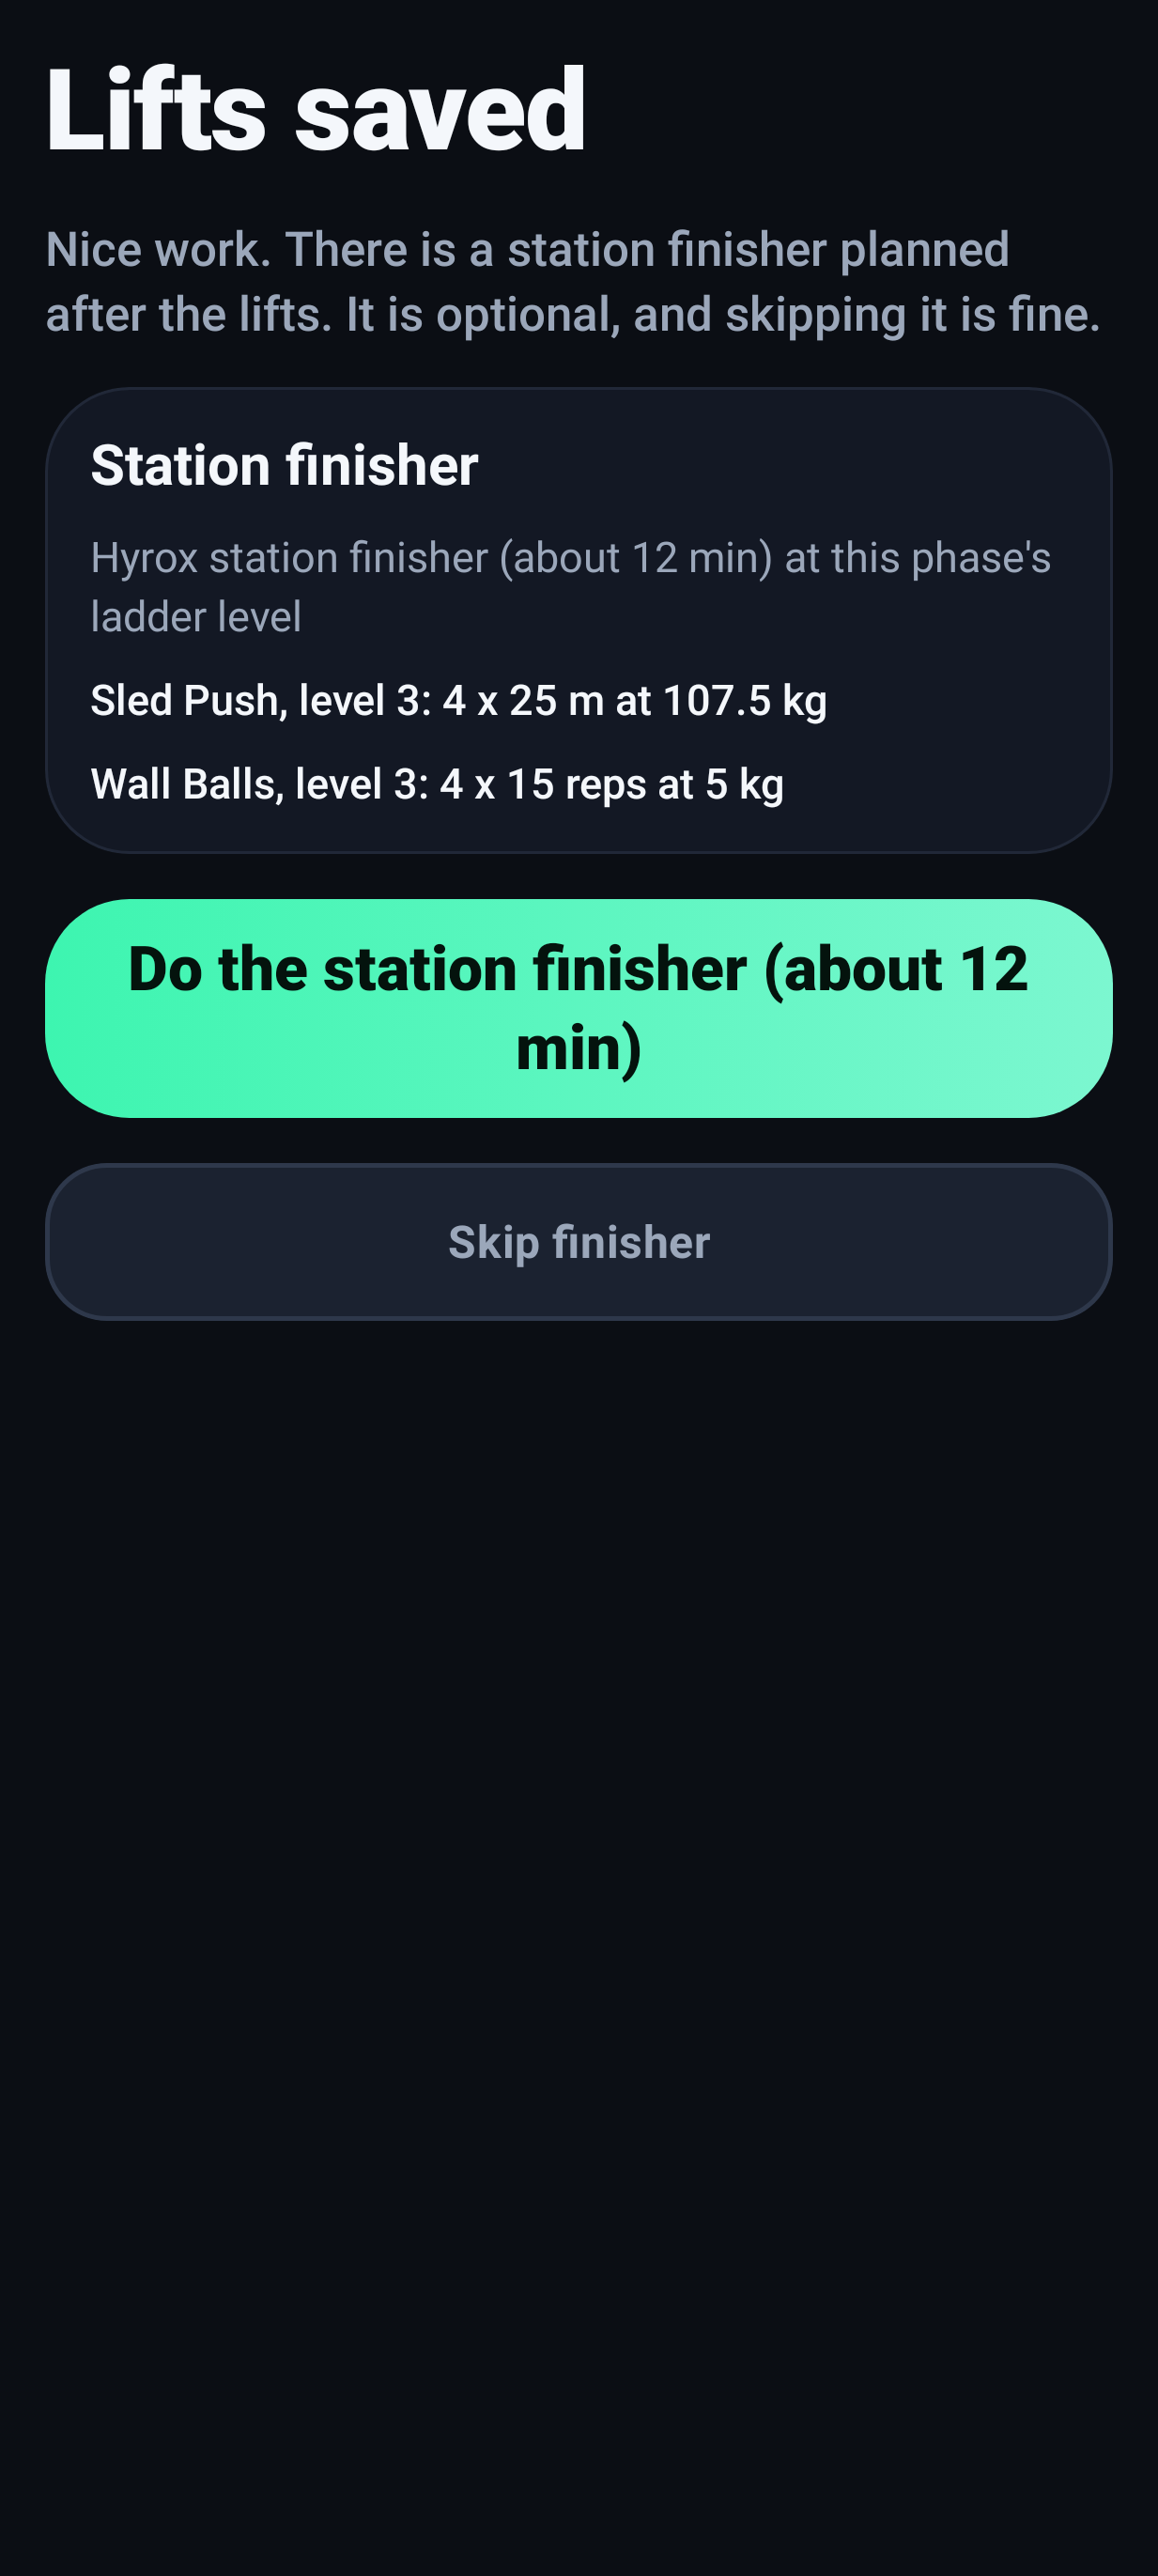 Lifts saved
Nice work. There is a station finisher planned
after the lifts. It is optional, and skipping it is fine.
Station finisher
Hyrox station finisher (about 12 min) at this phase's
ladder level
Sled Push, level 3: 4 x 25 m at 107.5 kg
Wall Balls, level 3: 4 x 15 reps at 5 kg
Do the station finisher (about 12
min)
Skip finisher